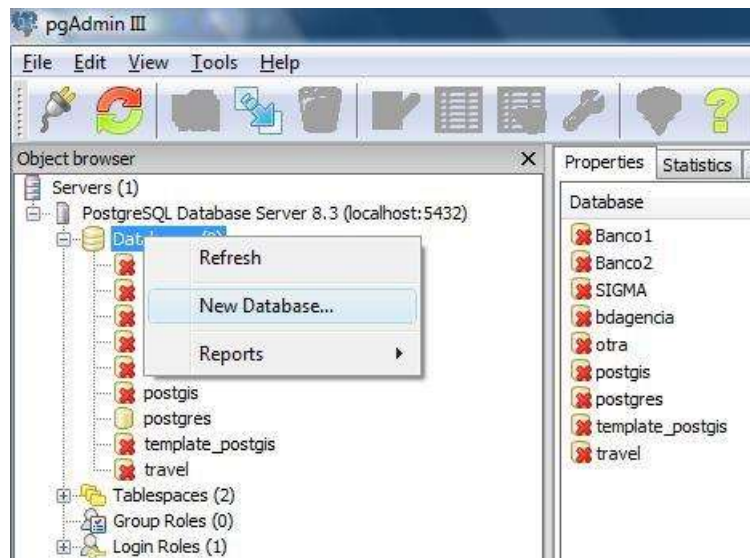 pgAdmin III
File Edit View Tools Help
Object browser
Servers (1)
PostgreSQL Database Server 8.3 (localhost:5432)
Refresh
New Database...
Reports
postgis
postgres
template_postgis
travel
Tablespaces (2)
Group Roles (0)
Login Roles (1)
Properties Statistics
Database
Banco1
Banco2
SIGMA
bdagencia
otra
postgis
postgres
template_postgis
travel